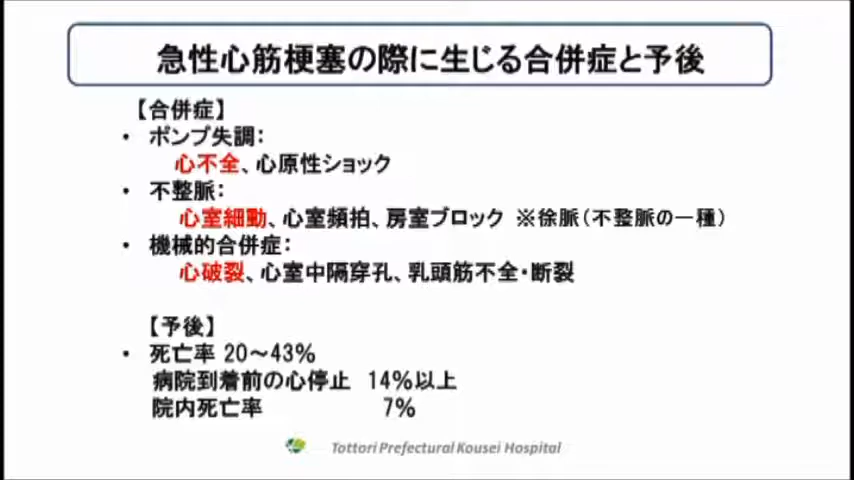 急性心筋梗塞の際に生じる合併症と予後
【合併症】
• ポンプ失調：
心不全、心原性ショック
• 不整脈：
心室細動、心室頻拍、房室ブロック ※徐脈（不整脈の一種）
• 機械的合併症：
心破裂、心室中隔穿孔、乳頭筋不全・断裂
【予後】
• 死亡率 20～43%
病院到着前の心停止 14%以上
院内死亡率 7%
Tottori Prefectural Kousei Hospital